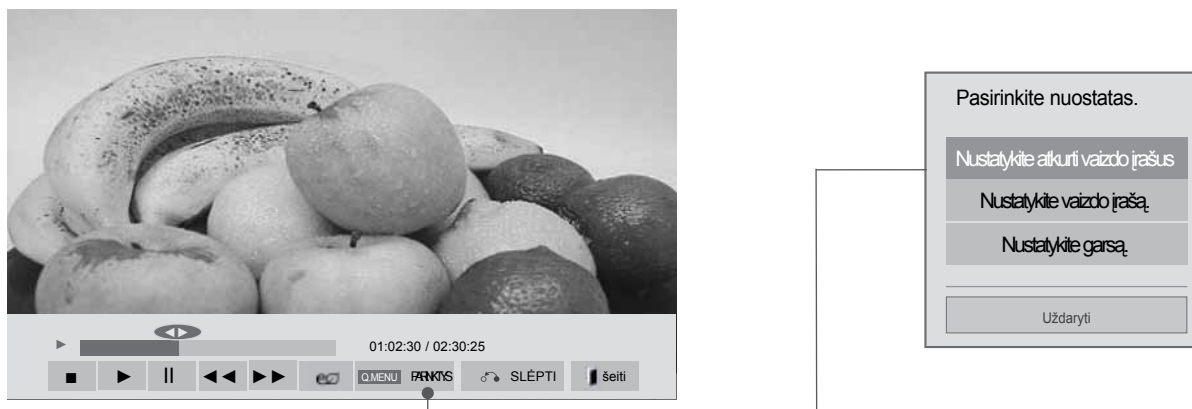 01:02:30 / 02:30:25
Q.MENU PARINKTYS SLĖPTI šeiti
Pasirinkite nuostatas.
Nustatykite atkurti vaizdo įrašus
Nustatykite vaizdo įrašą.
Nustatykite garsą.
Uždaryti